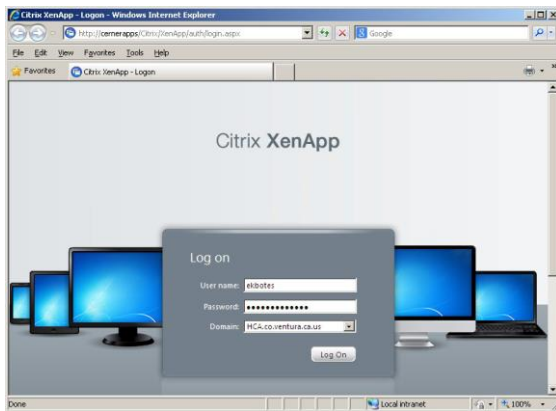 Citrix XenApp - Logon - Windows Internet Explorer
http://cernerapps/Citrix/XenApp/auth/login.aspx
Google
File Edit View Favorites Tools Help
Favorites Citrix XenApp - Logon
Citrix XenApp
Log on
User name: ekbotes
Password: •••••••••••••
Domain: HCA.co.ventura.ca.us
Log On
Done Local intranet 100%